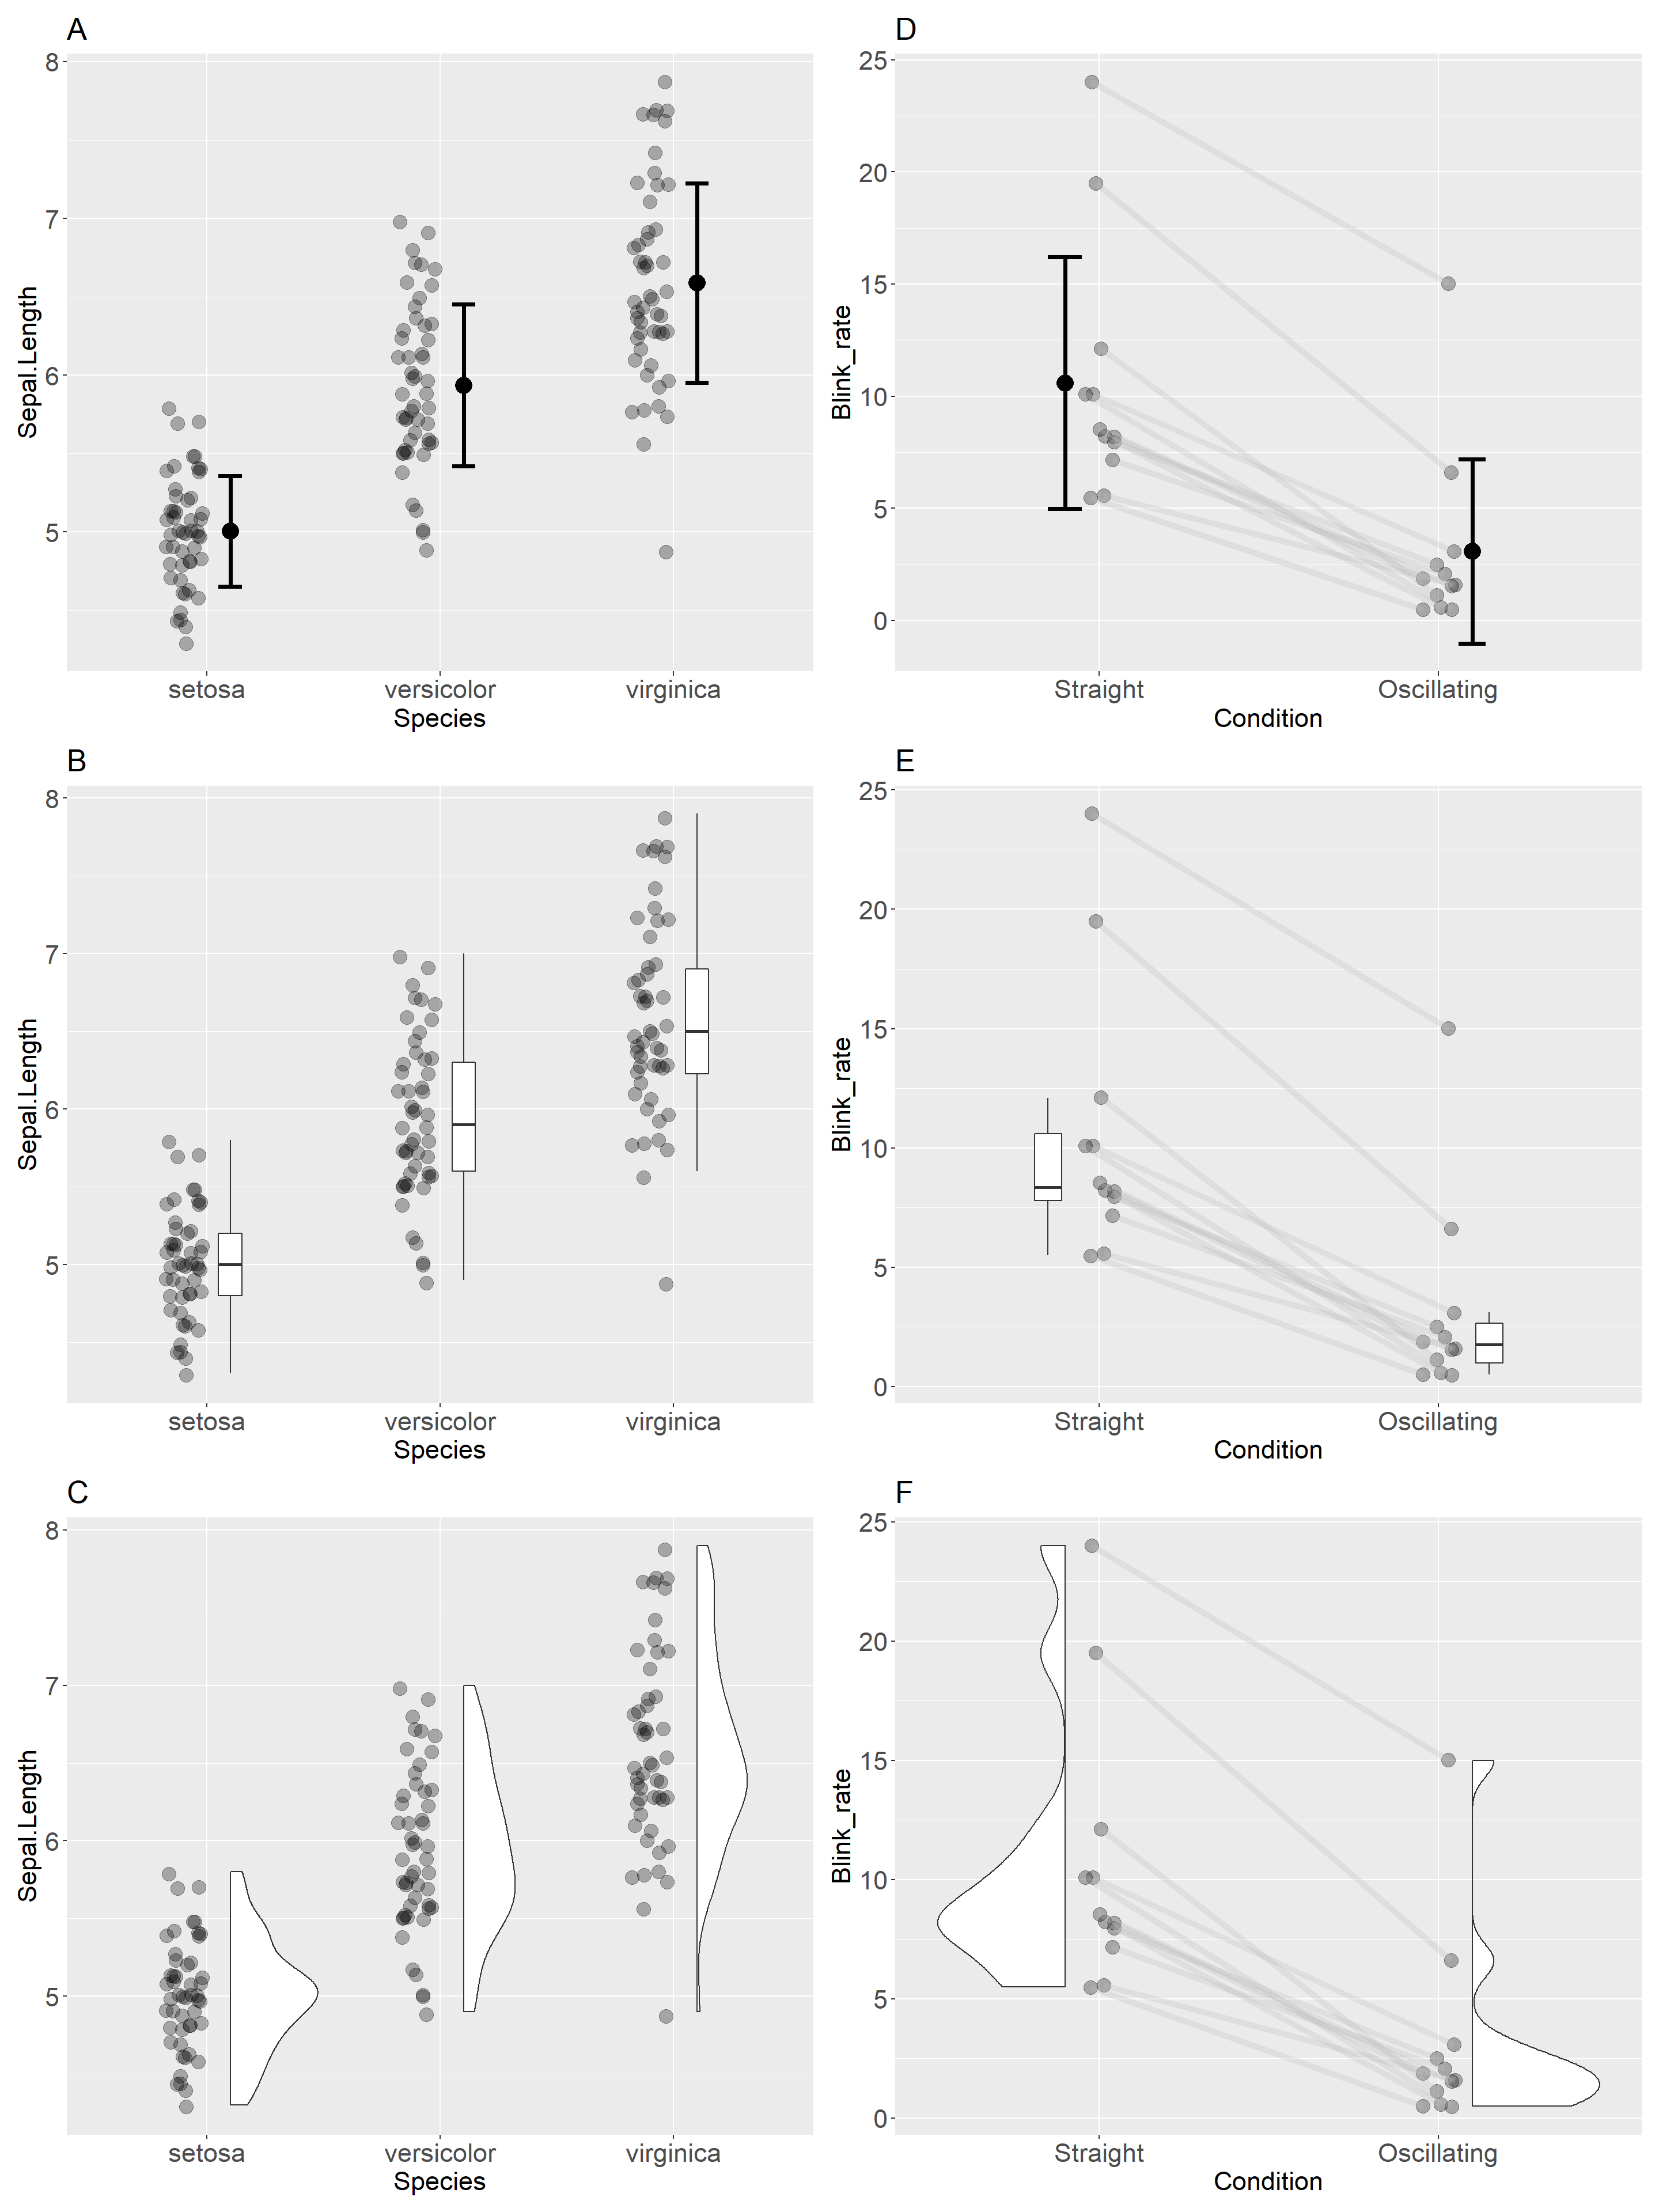 A
Sepal.Length
8
7
6
5
setosa versicolor virginica
Species
D
Blink_rate
25
20
15
10
5
0
Straight Oscillating
Condition
B
Sepal.Length
8
7
6
5
setosa versicolor virginica
Species
E
Blink_rate
25
20
15
10
5
0
Straight Oscillating
Condition
C
Sepal.Length
8
7
6
5
setosa versicolor virginica
Species
F
Blink_rate
25
20
15
10
5
0
Straight Oscillating
Condition